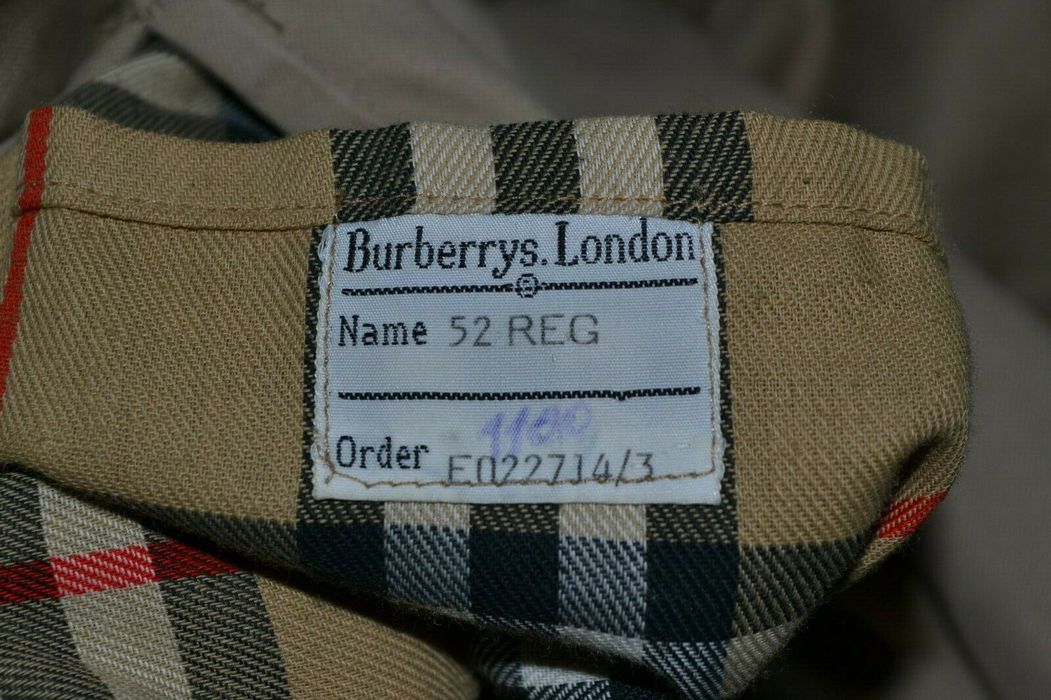 Burberrys. London
Name 52 REG
Order E022714/3